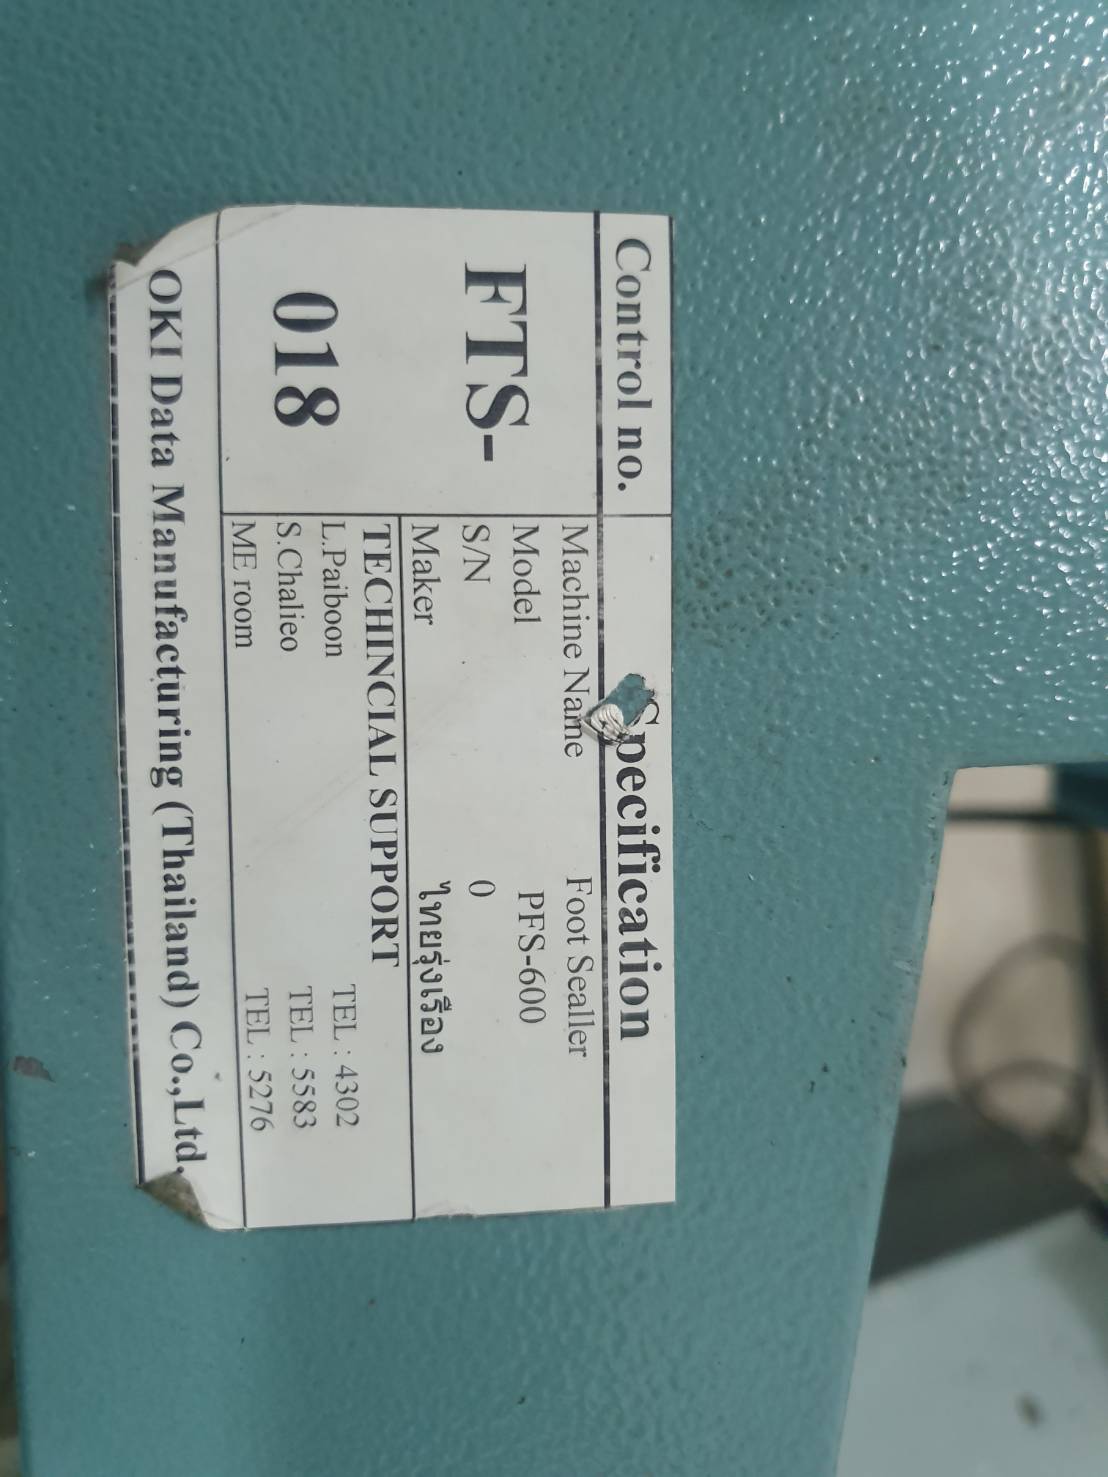 Control no.
Specification
FTS-
018
Machine Name Foot Sealler
Model PFS-600
S/N 0
Maker ไทยรุ่งเรือง
TECHINCIAL SUPPORT
L.Paiboon TEL : 4302
S.Chalieo TEL : 5583
ME room TEL : 5276
OKI Data Manufacturing (Thailand) Co.,Ltd.